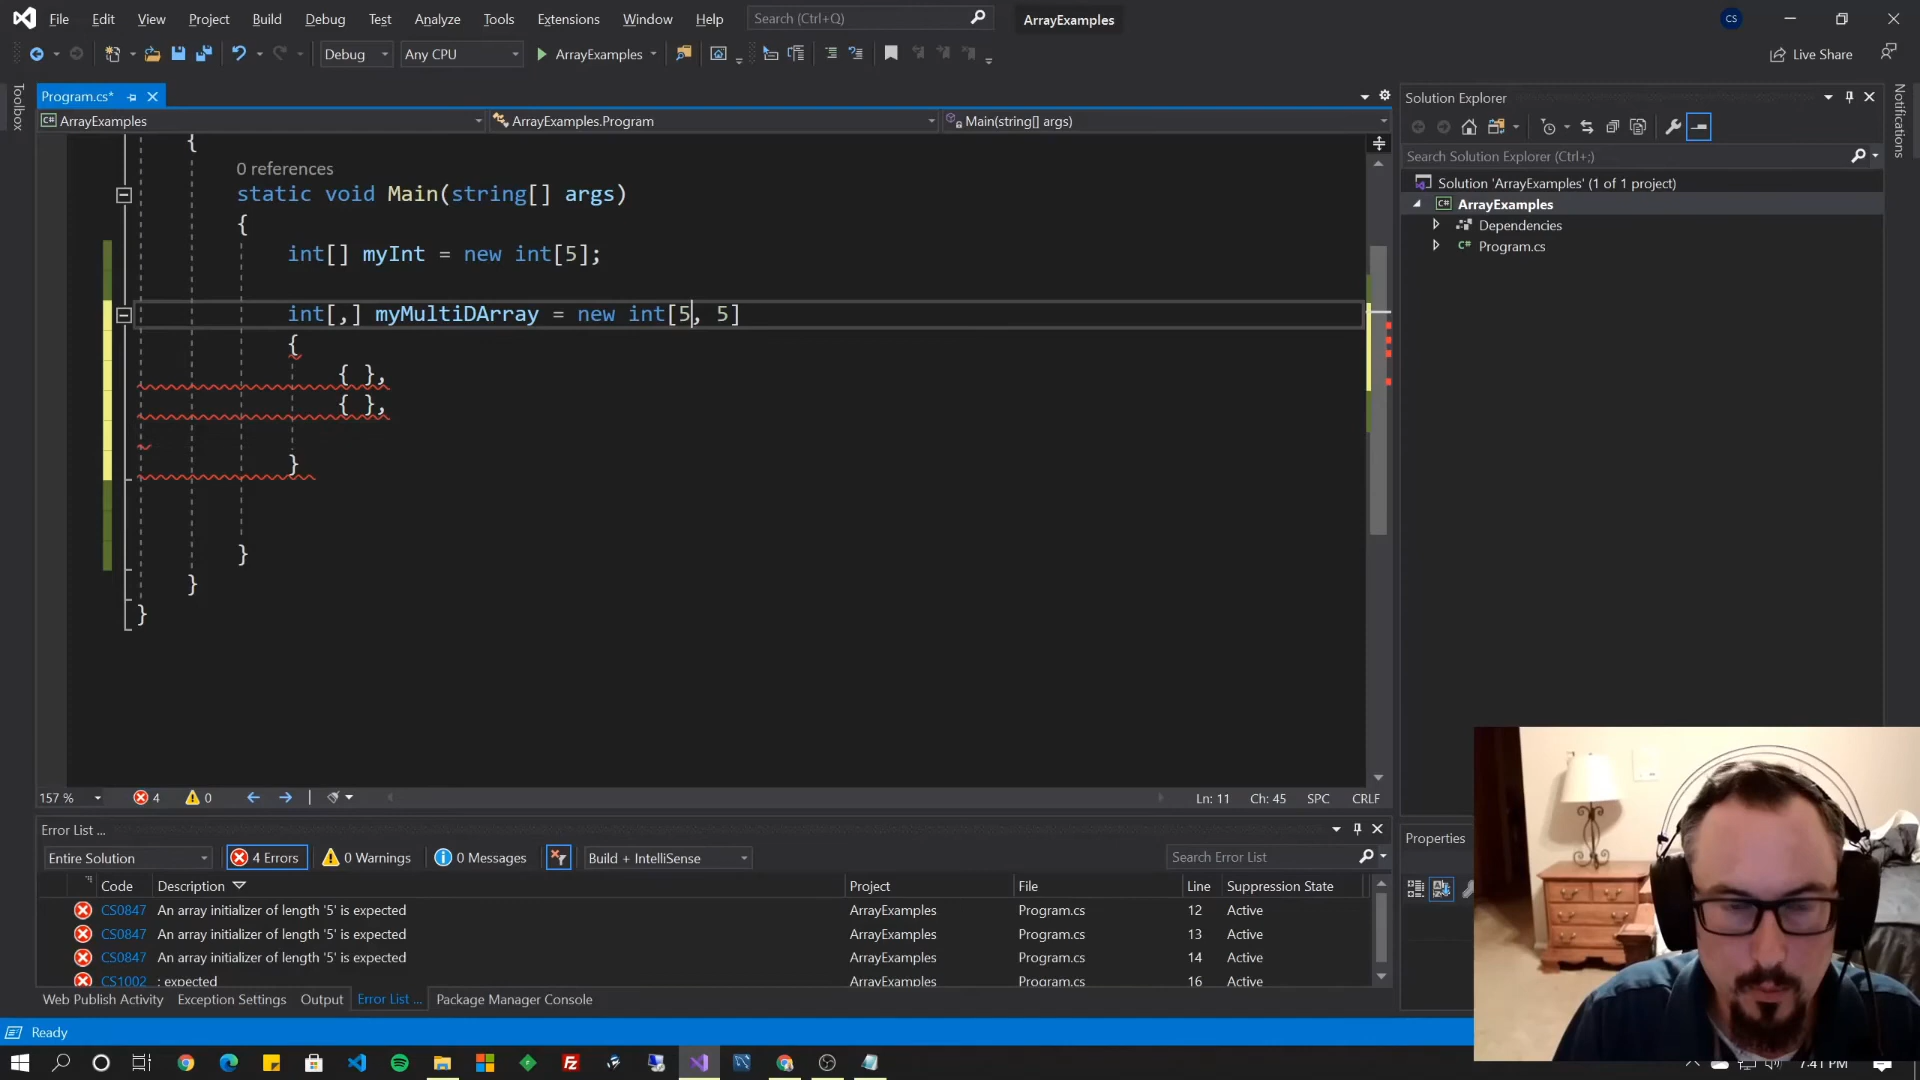 File Edit View Project Build Debug Test Analyze Tools Extensions Window Help Search (Ctrl+Q) ArrayExamples CS
Debug Any CPU ArrayExamples Live Share
Toolbox
Program.cs*
ArrayExamples ArrayExamples.Program Main(string[] args)
{
0 references
static void Main(string[] args)
{
int[] myInt = new int[5];
int[,] myMultiDArray = new int[5, 5]
{
{ },
{ },
}
}
}
}
157 % 4 0 Ln: 11 Ch: 45 SPC CRLF
Error List ...
Entire Solution 4 Errors 0 Warnings 0 Messages Build + IntelliSense Search Error List
Code Description Project File Line Suppression State
CS0847 An array initializer of length '5' is expected ArrayExamples Program.cs 12 Active
CS0847 An array initializer of length '5' is expected ArrayExamples Program.cs 13 Active
CS0847 An array initializer of length '5' is expected ArrayExamples Program.cs 14 Active
CS1002 ; expected ArrayExamples Program.cs 16 Active
Web Publish Activity Exception Settings Output Error List ... Package Manager Console
Solution Explorer
Search Solution Explorer (Ctrl+;)
Solution 'ArrayExamples' (1 of 1 project)
C# ArrayExamples
Dependencies
C# Program.cs
Notifications
Properties
Ready
7:41 PM